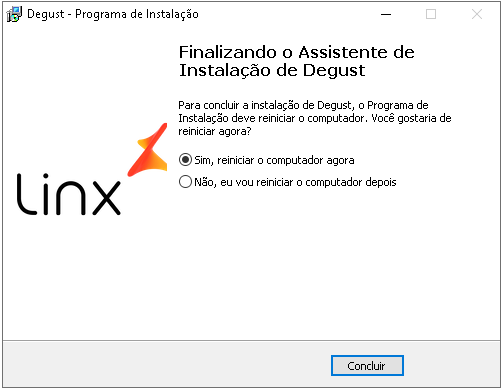 Degust - Programa de Instalação
Finalizando o Assistente de
Instalação de Degust
Para concluir a instalação de Degust, o Programa de
Instalação deve reiniciar o computador. Você gostaria de
reiniciar agora?
Sim, reiniciar o computador agora
Não, eu vou reiniciar o computador depois
Linx
Concluir